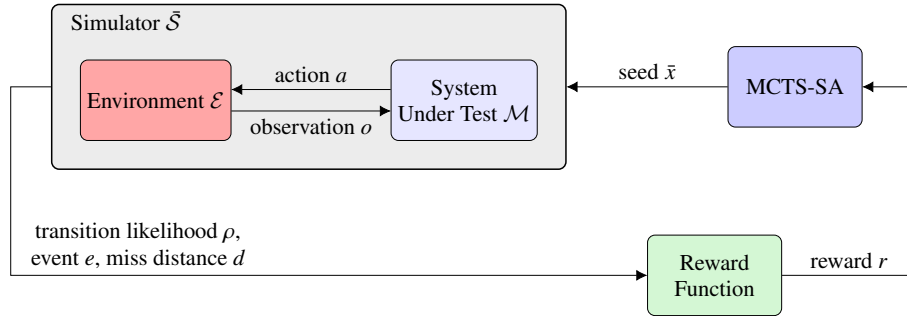 Simulator 𝒮̄
action a
Environment ℰ
observation o
System
Under Test ℳ
seed x̄
MCTS-SA
transition likelihood ρ,
event e, miss distance d
Reward
Function
reward r